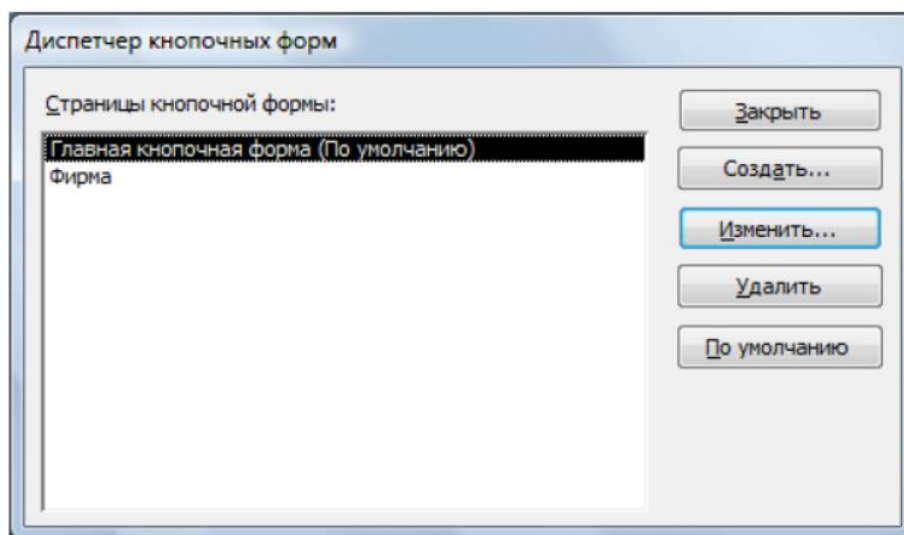 Диспетчер кнопочных форм
Страницы кнопочной формы:
Главная кнопочная форма (По умолчанию)
Фирма
Закрыть
Создать...
Изменить...
Удалить
По умолчанию